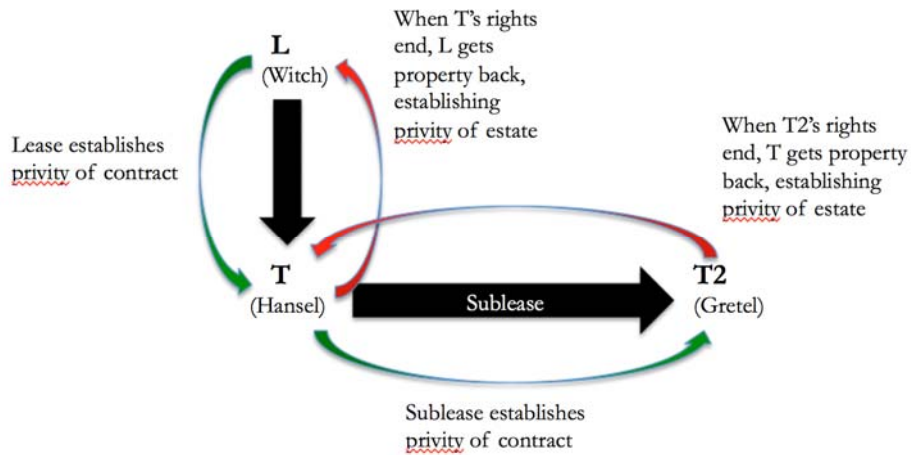 L
(Witch)
When T's rights
end, L gets
property back,
establishing
privity of estate
Lease establishes
privity of contract
When T2's rights
end, T gets property
back, establishing
privity of estate
T
(Hansel)
Sublease
T2
(Gretel)
Sublease establishes
privity of contract